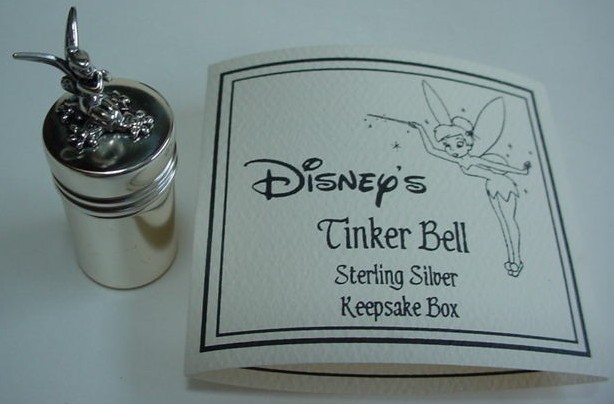 Disney's
Tinker Bell
Sterling Silver
Keepsake Box